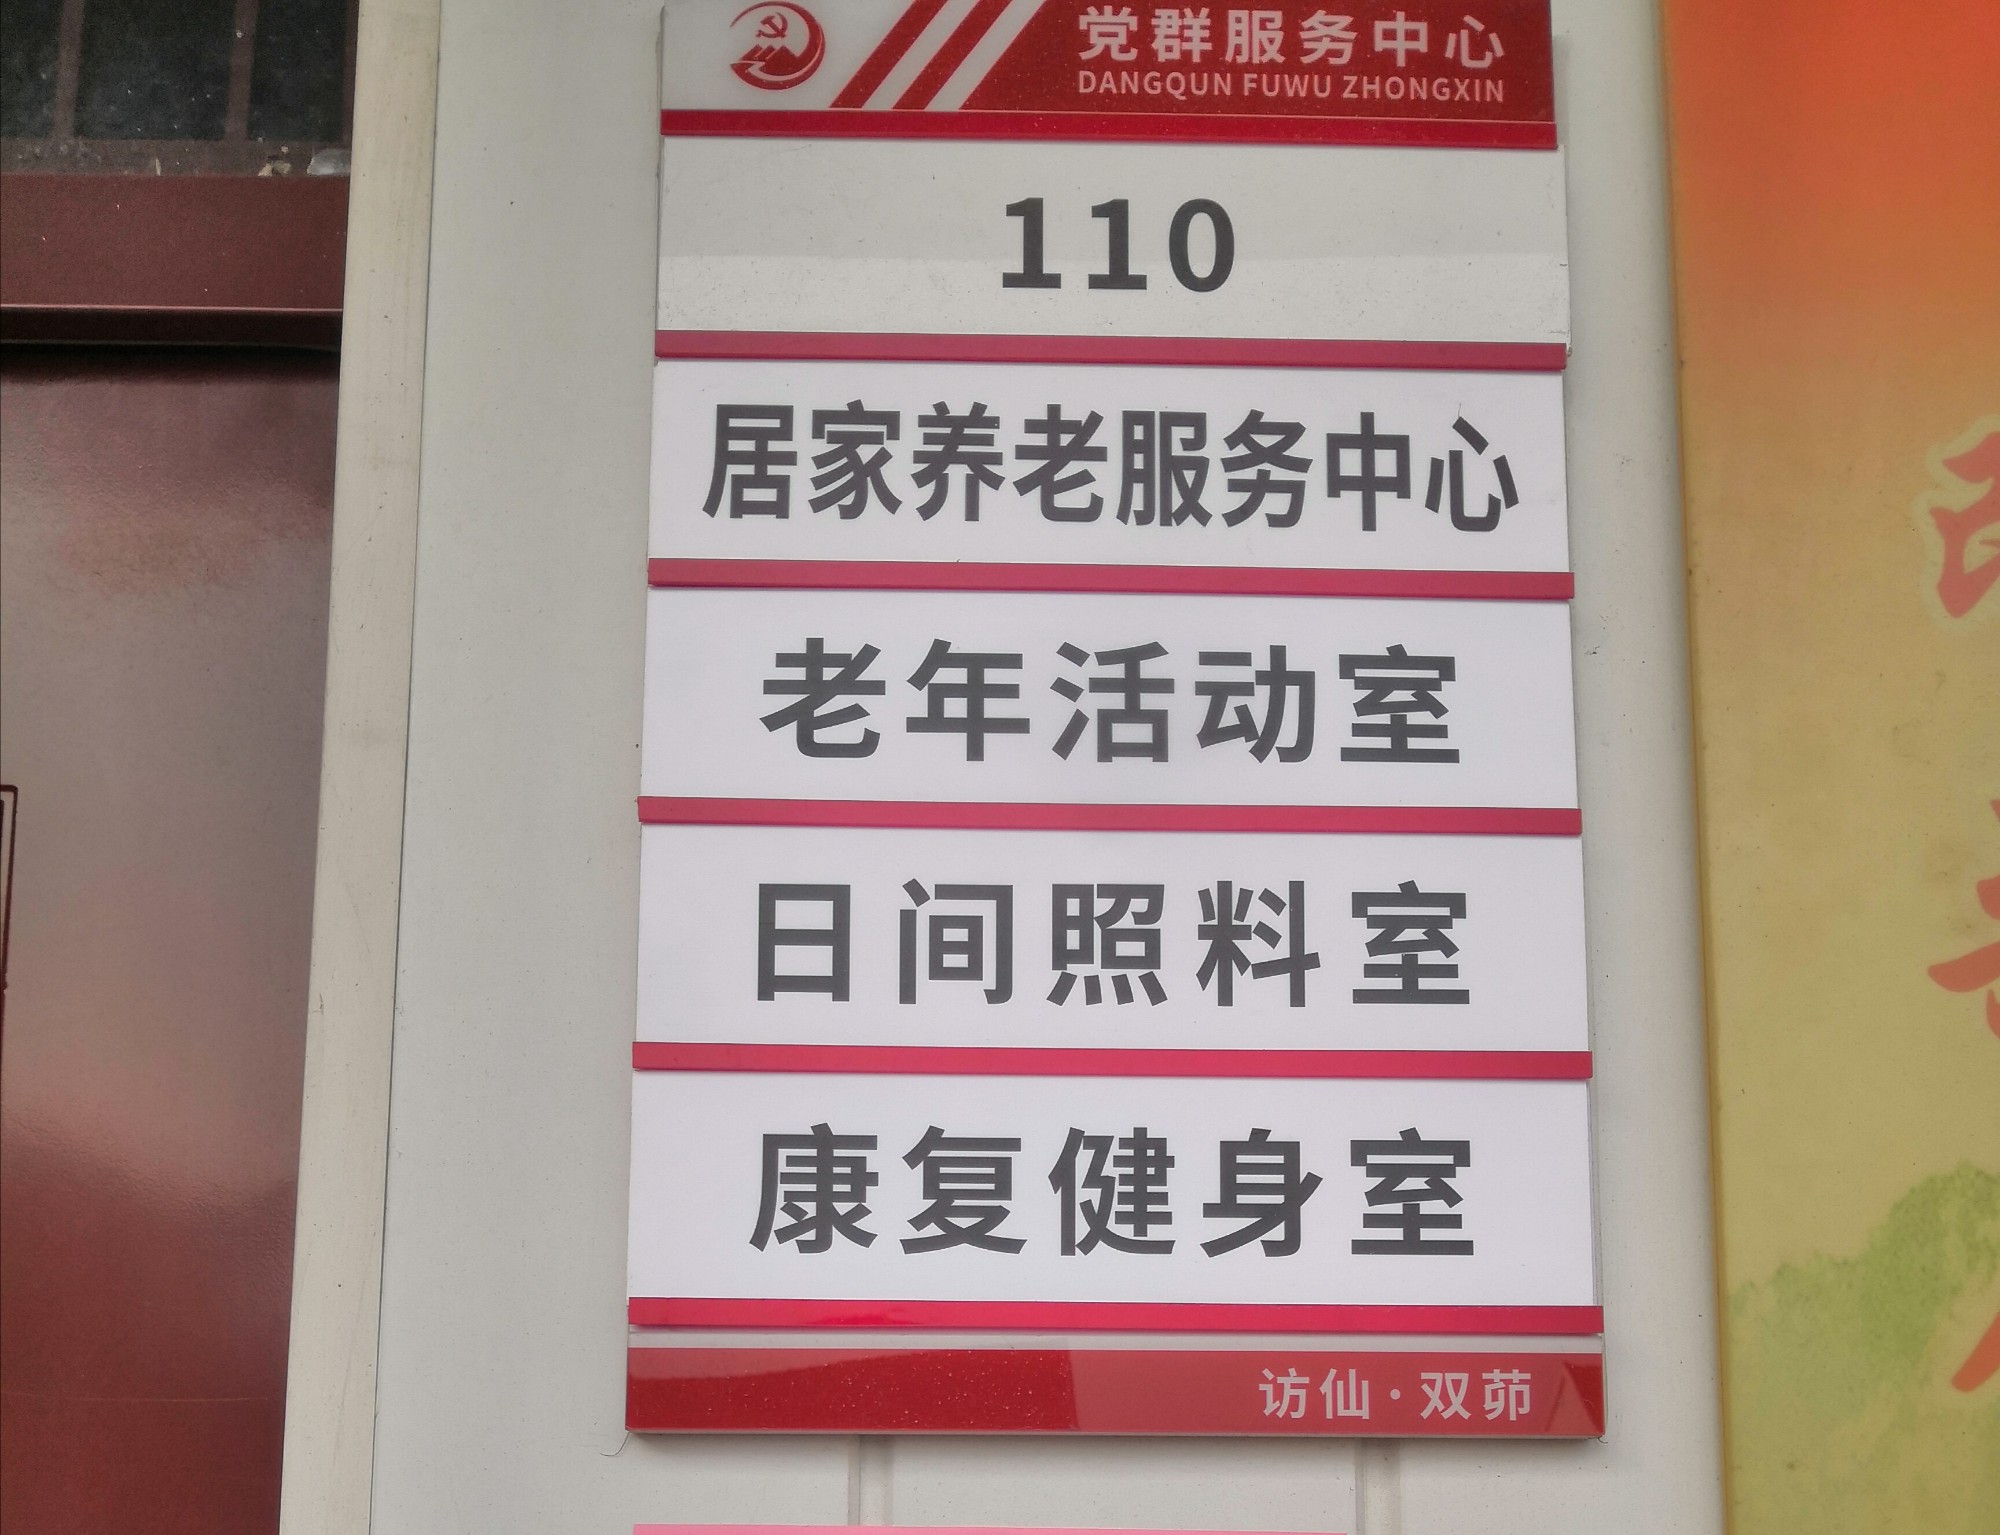 党群服务中心
DANGQUN FUWU ZHONGXIN
110
居家养老服务中心
老年活动室
日间照料室
康复健身室
访仙·双茆